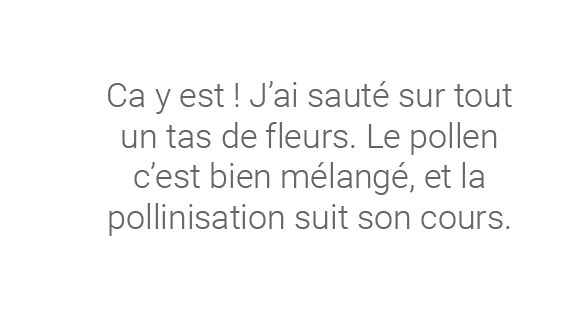 Ca y est ! J’ai sauté sur tout
un tas de fleurs. Le pollen
c’est bien mélangé, et la
pollinisation suit son cours.